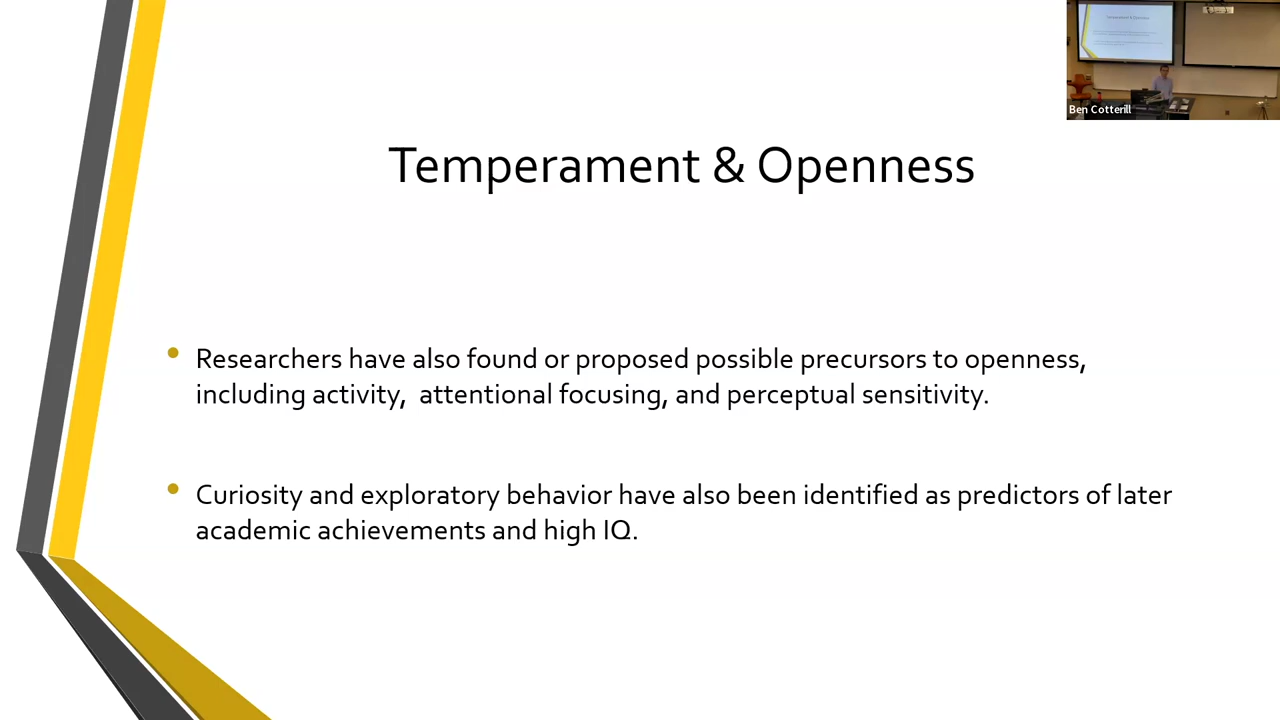 Ben Cotterill
Temperament & Openness
Researchers have also found or proposed possible precursors to openness,
including activity,  attentional focusing, and perceptual sensitivity.
Curiosity and exploratory behavior have also been identified as predictors of later
academic achievements and high IQ.